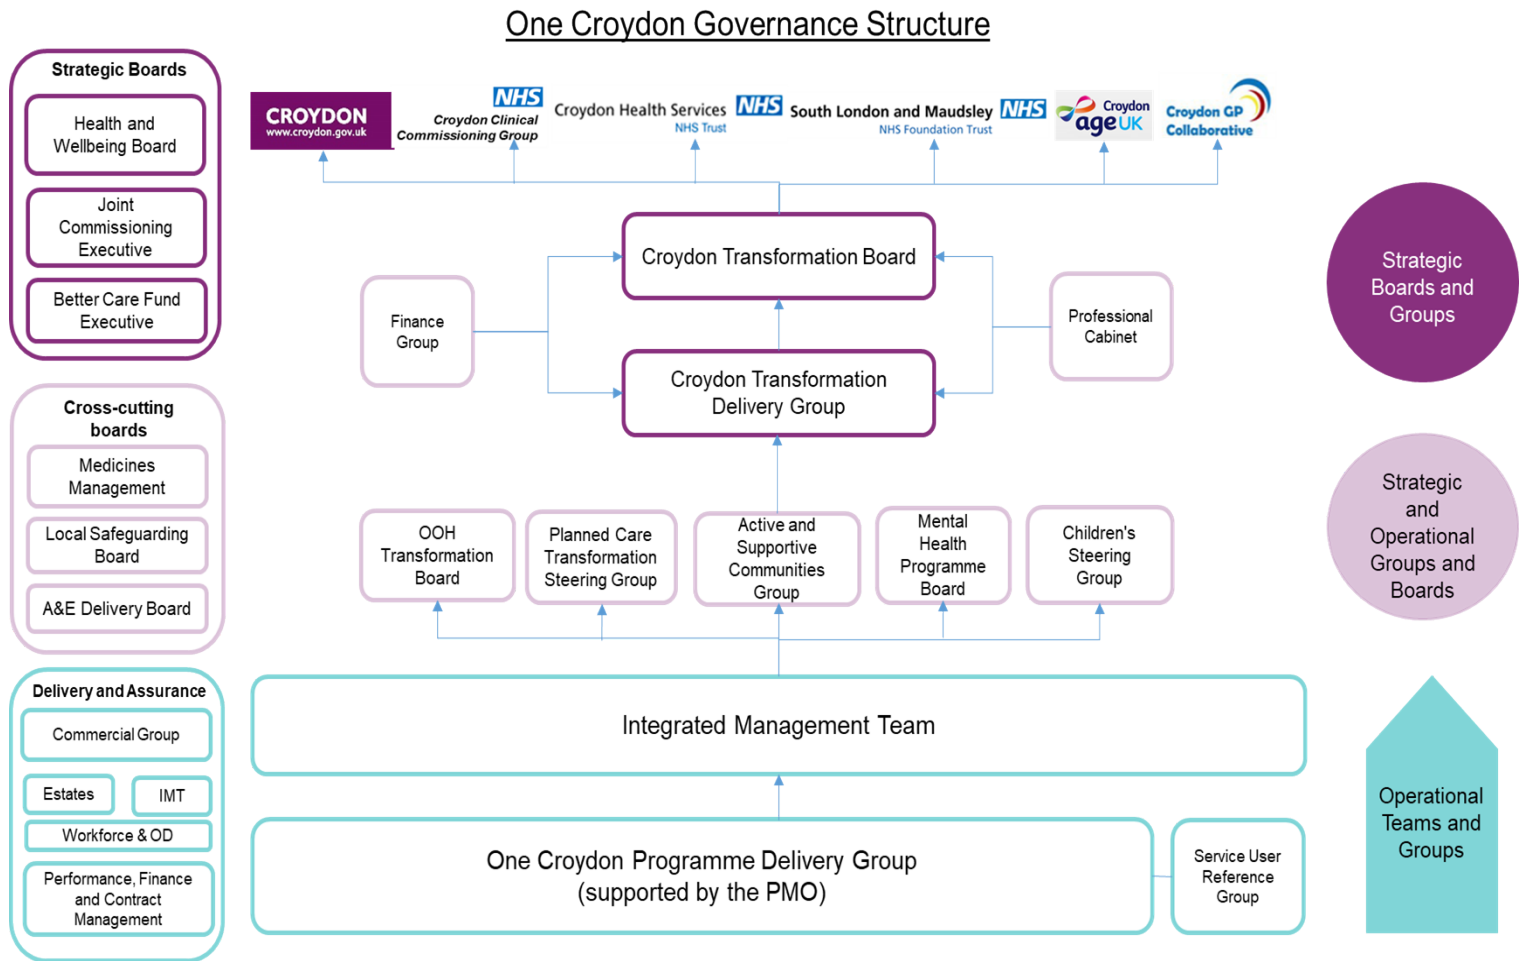 One Croydon Governance Structure
Strategic Boards
Health and
Wellbeing Board
Joint
Commissioning
Executive
Better Care Fund
Executive
CROYDON
www.croydon.gov.uk
NHS
Croydon Clinical
Commissioning Group
Croydon Health Services
NHS
NHS Trust
South London and Maudsley
NHS
NHS Foundation Trust
Croydon
age UK
Croydon GP
Collaborative
Croydon Transformation Board
Finance
Group
Professional
Cabinet
Croydon Transformation
Delivery Group
Strategic
Boards and
Groups
Cross-cutting
boards
Medicines
Management
Local Safeguarding
Board
A&E Delivery Board
OOH
Transformation
Board
Planned Care
Transformation
Steering Group
Active and
Supportive
Communities
Group
Mental
Health
Programme
Board
Children's
Steering
Group
Strategic
and
Operational
Groups and
Boards
Delivery and Assurance
Commercial Group
Estates
IMT
Workforce & OD
Performance, Finance
and Contract
Management
Integrated Management Team
One Croydon Programme Delivery Group
(supported by the PMO)
Service User
Reference
Group
Operational
Teams and
Groups